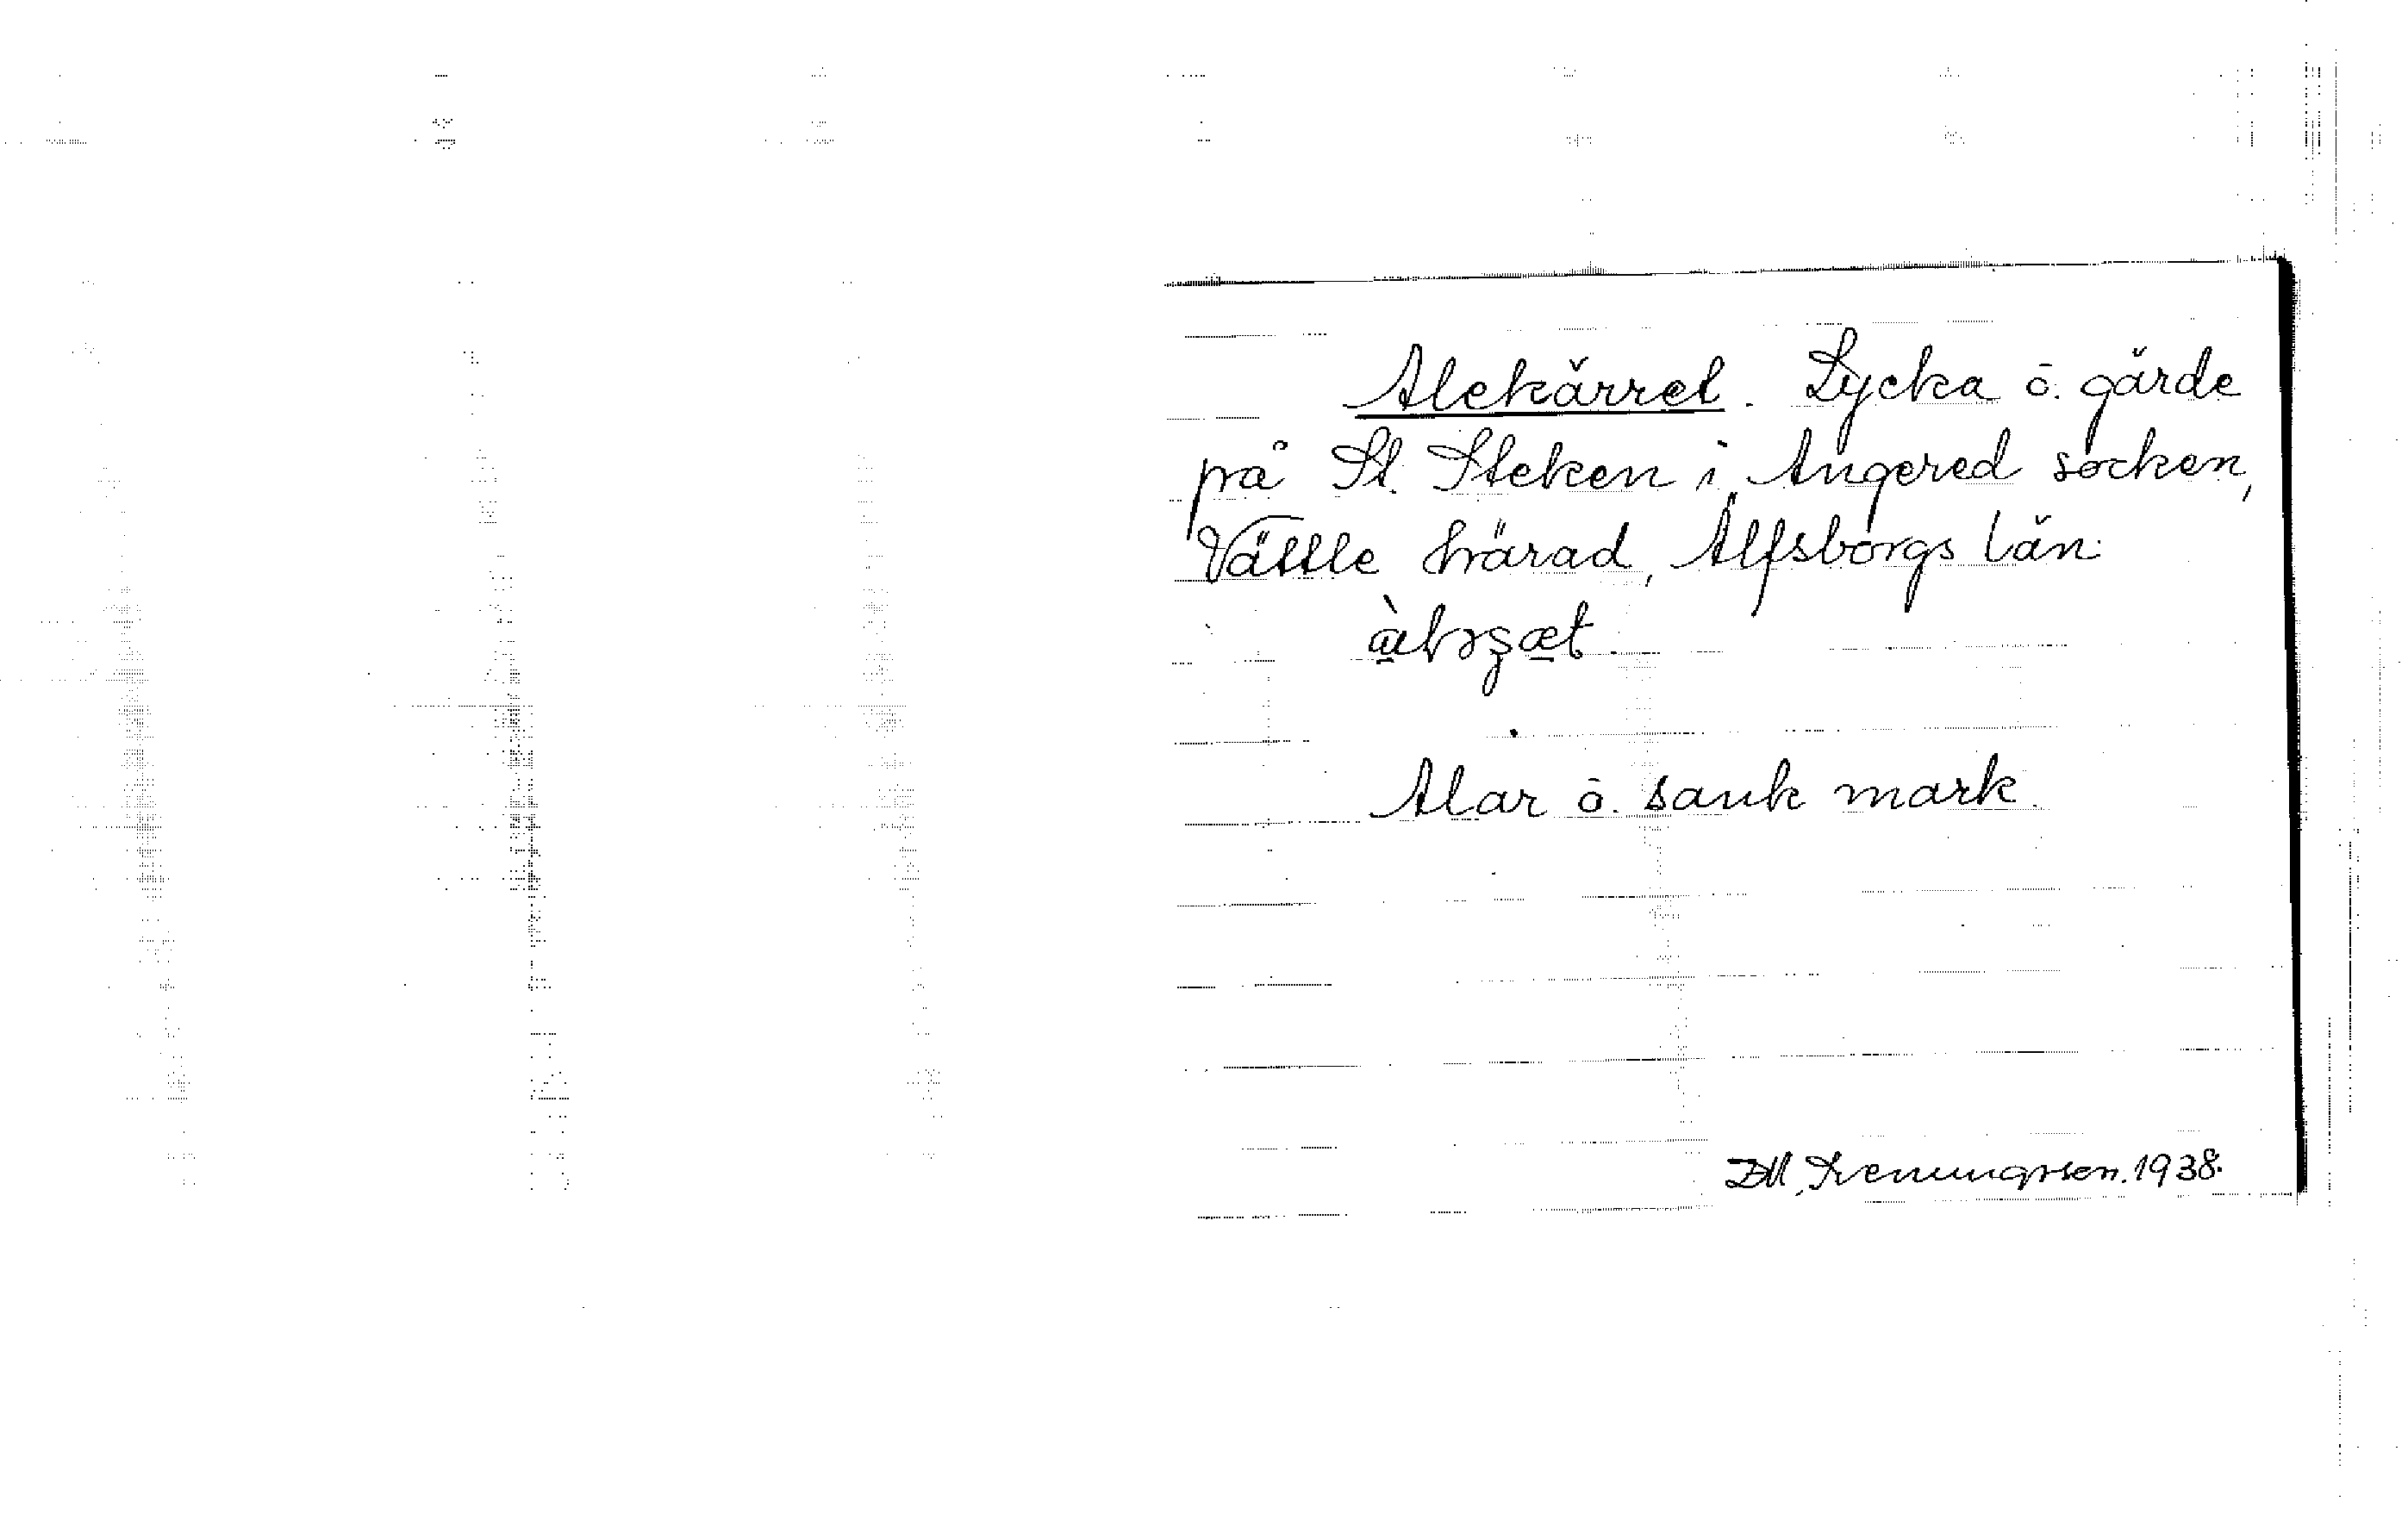 Alekärret. Lycka o. gärde
på St. Steken i Angered socken,
Vättle härad, Älfsborgs län.
Alar o. sank mark.
1938.